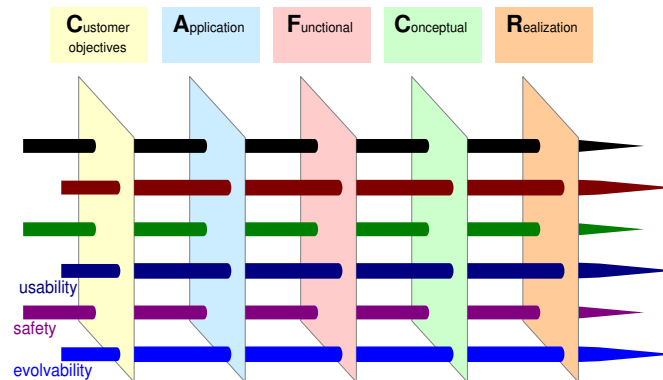 Customer
objectives
Application
Functional
Conceptual
Realization
usability
safety
evolvability